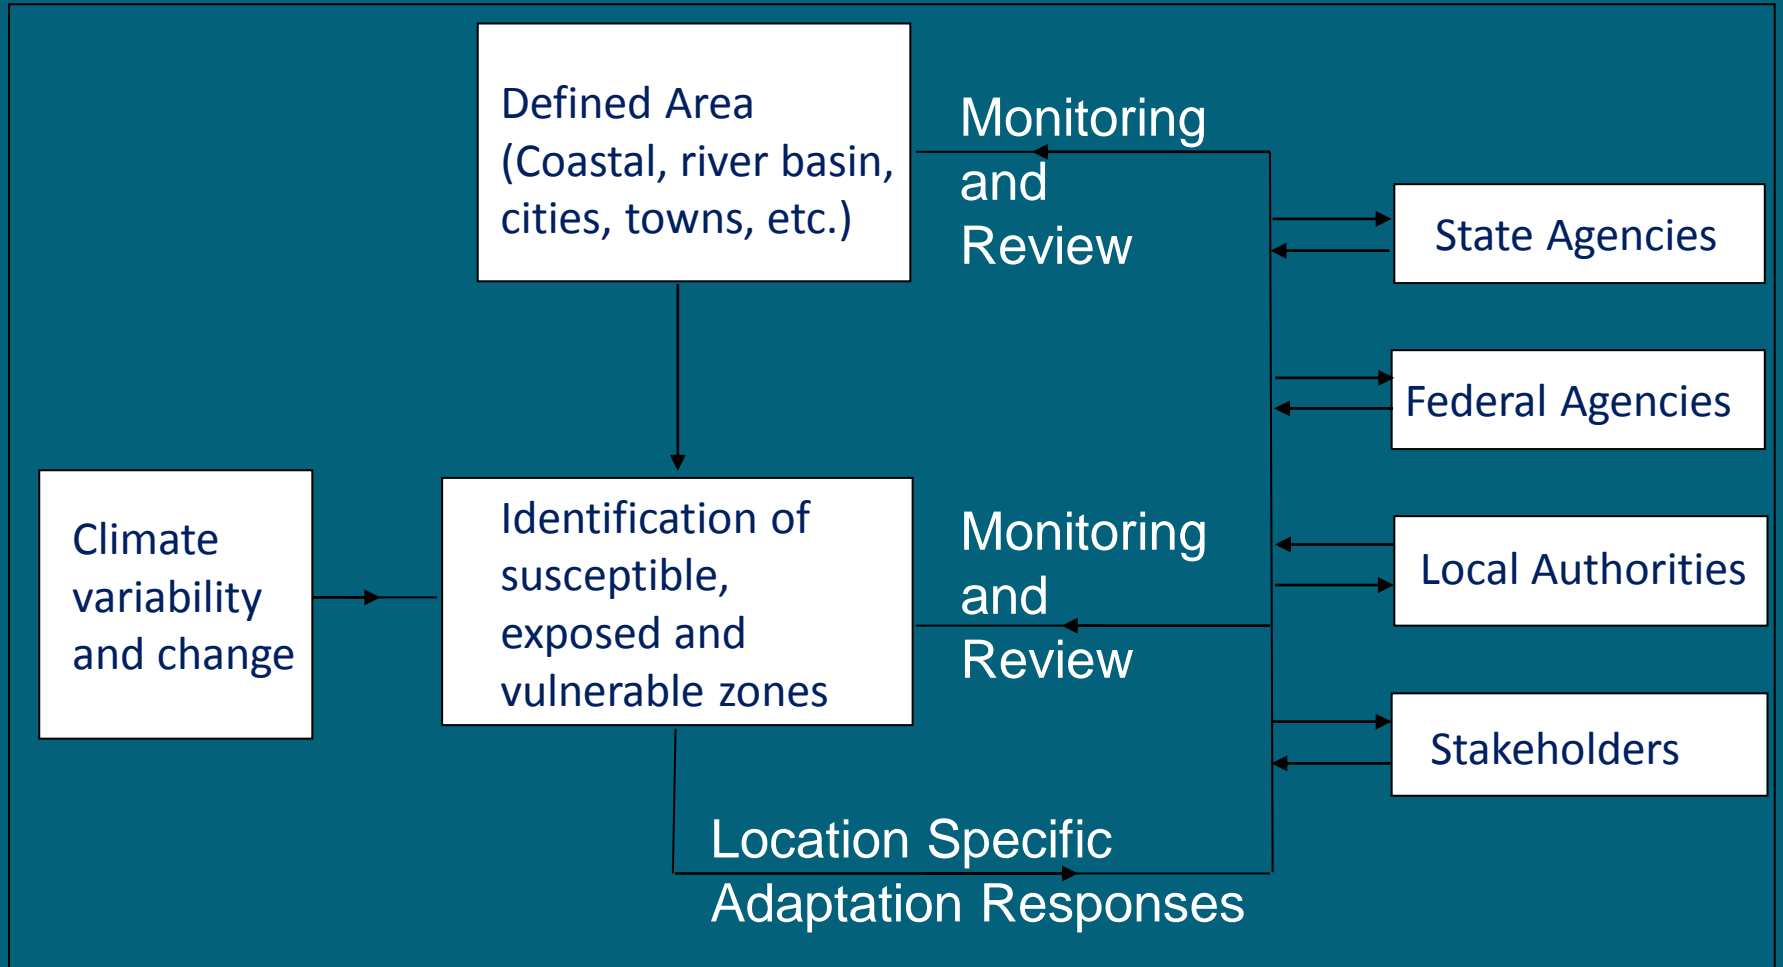 Defined Area
(Coastal, river basin,
cities, towns, etc.)
Monitoring
and
Review
State Agencies
Federal Agencies
Climate
variability
and change
Identification of
susceptible,
exposed and
vulnerable zones
Monitoring
and
Review
Local Authorities
Stakeholders
Location Specific
Adaptation Responses